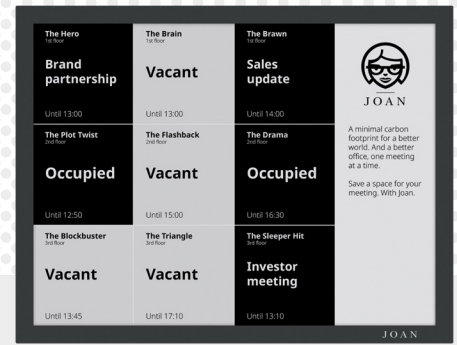 The Hero
1st floor
Brand
partnership
Until 13:00
The Brain
1st floor
Vacant
Until 13:00
The Brawn
1st floor
Sales
update
Until 14:00
The Plot Twist
2nd floor
Occupied
Until 12:50
The Flashback
2nd floor
Vacant
Until 15:00
The Drama
2nd floor
Occupied
Until 16:30
The Blockbuster
3rd floor
Vacant
Until 13:45
The Triangle
3rd floor
Vacant
Until 17:10
The Sleeper Hit
3rd floor
Investor
meeting
Until 13:10
JOAN
A minimal carbon
footprint for a better
world. And a better
office, one meeting
at a time.
Save a space for your
meeting. With Joan.
JOAN